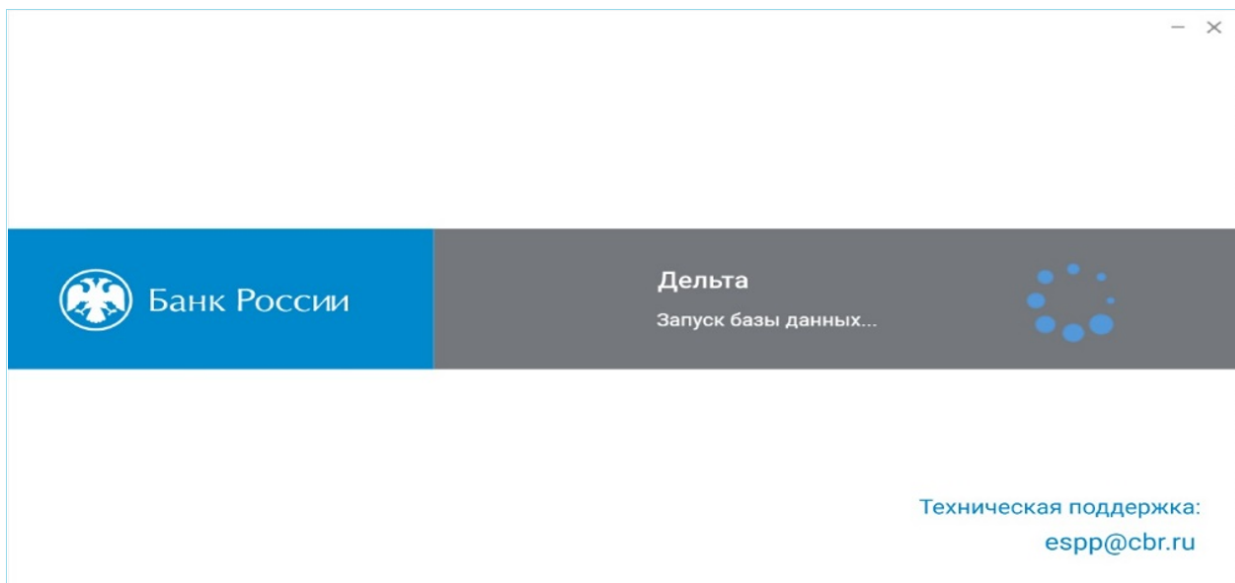 Банк России
Дельта
Запуск базы данных...
Техническая поддержка:
espp@cbr.ru